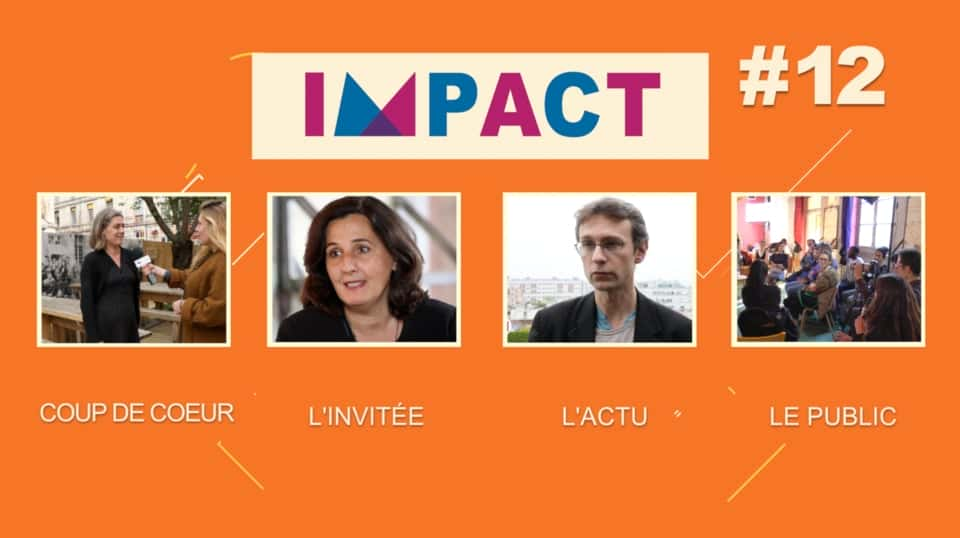 IMPACT
#12
COUP DE COEUR
L'INVITÉE
L'ACTU
LE PUBLIC